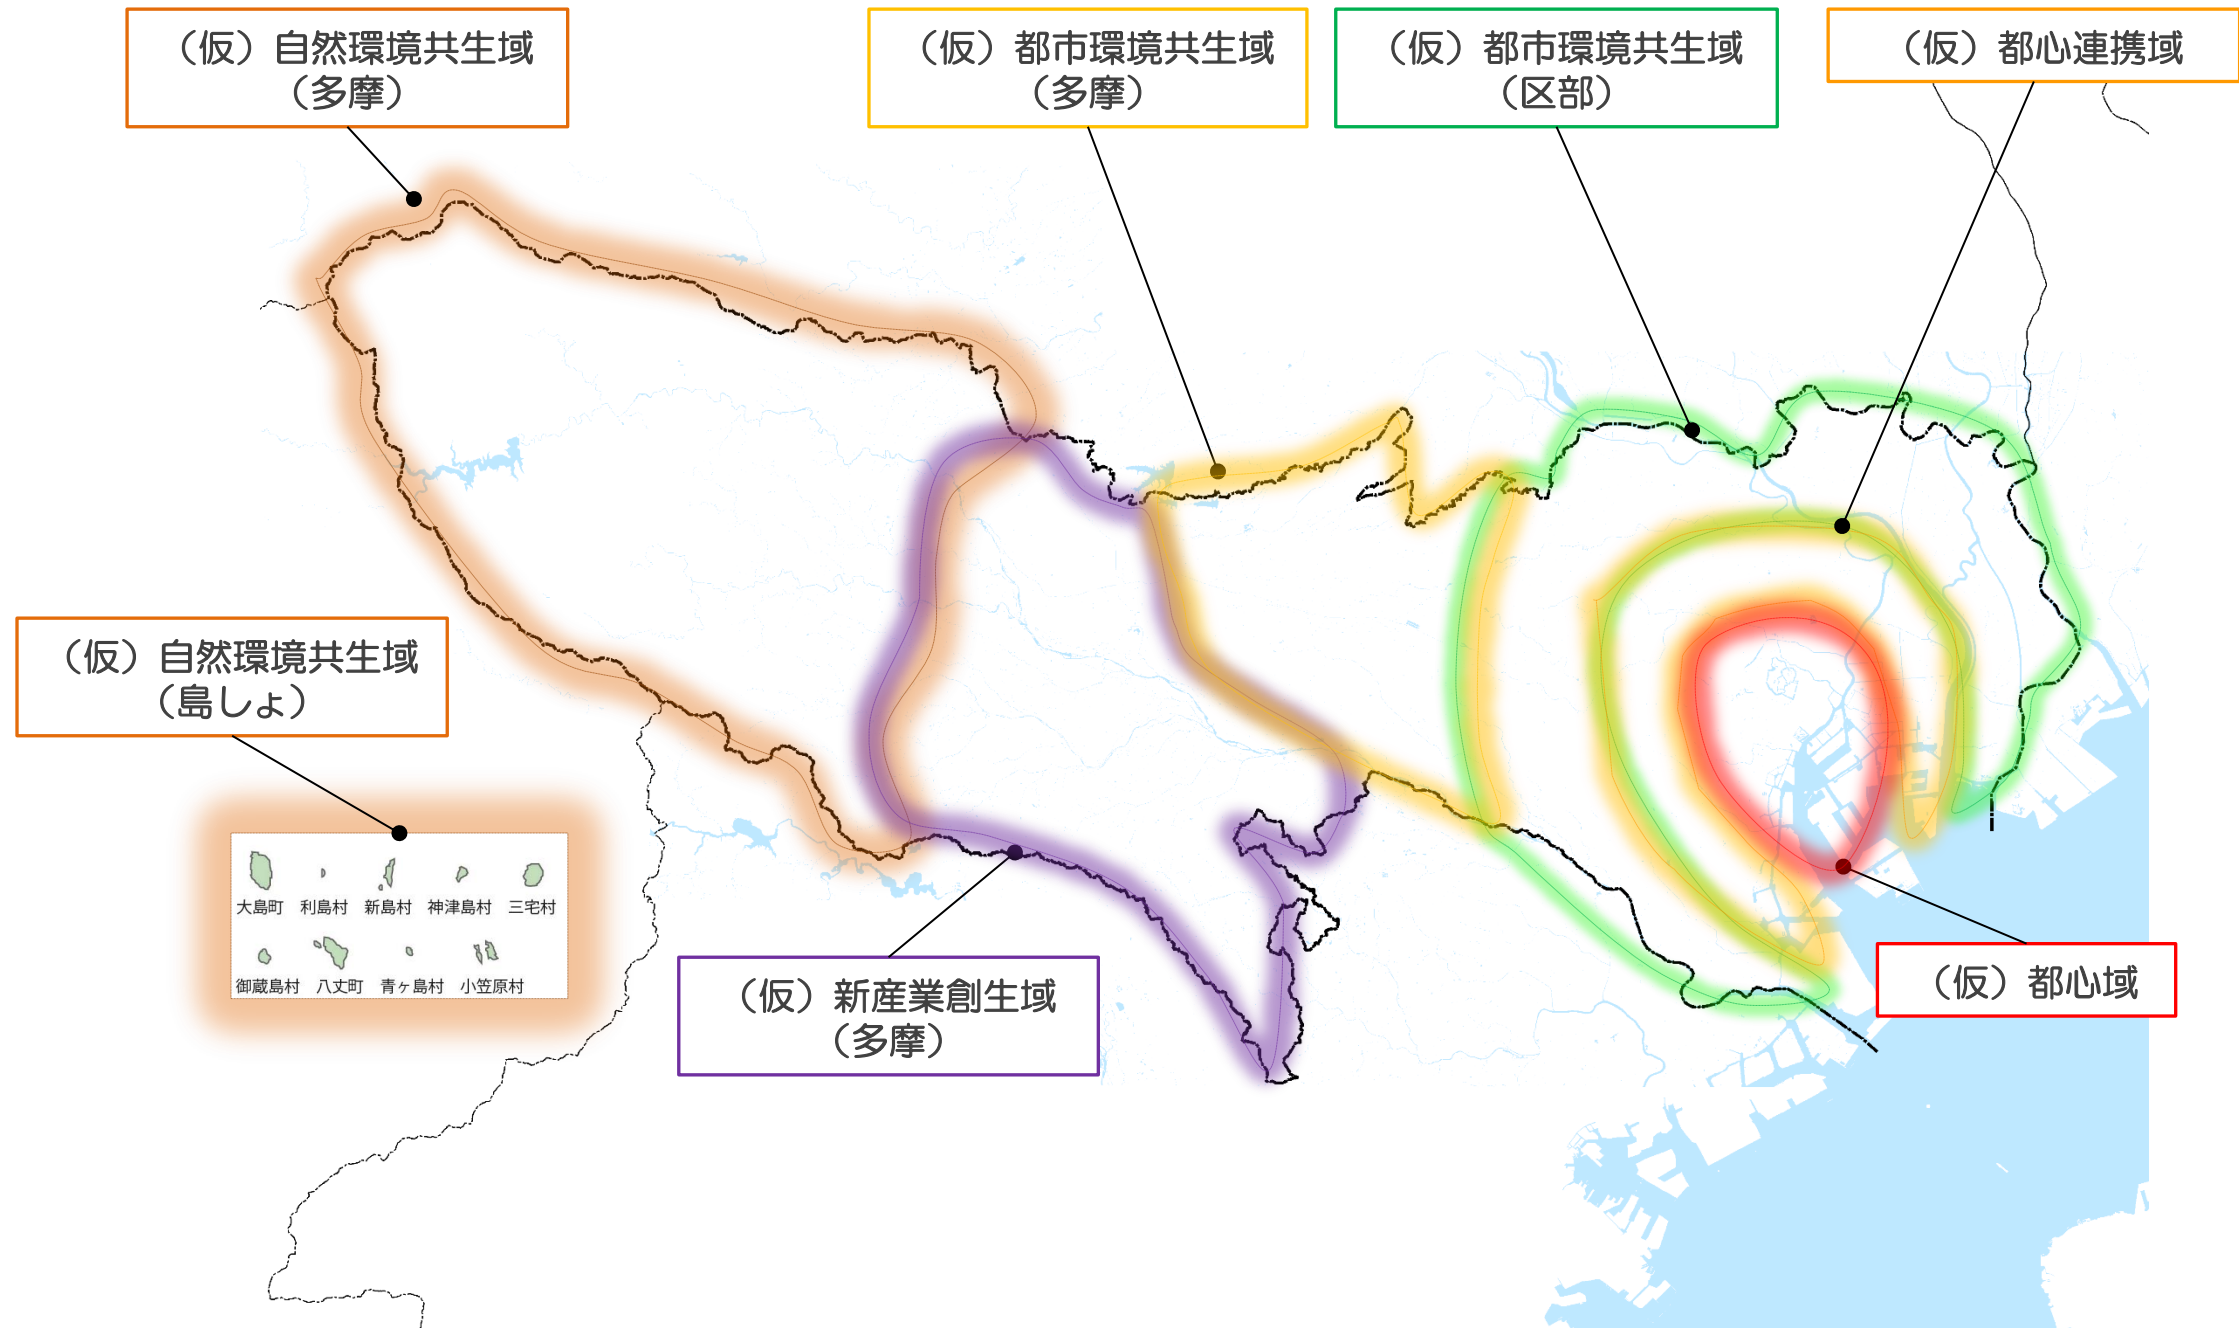 （仮）自然環境共生域
（多摩）
（仮）都市環境共生域
（多摩）
（仮）都市環境共生域
（区部）
（仮）都心連携域
（仮）自然環境共生域
（島しょ）
大島町 利島村 新島村 神津島村 三宅村
御蔵島村 八丈町 青ヶ島村 小笠原村
（仮）新産業創生域
（多摩）
（仮）都心域